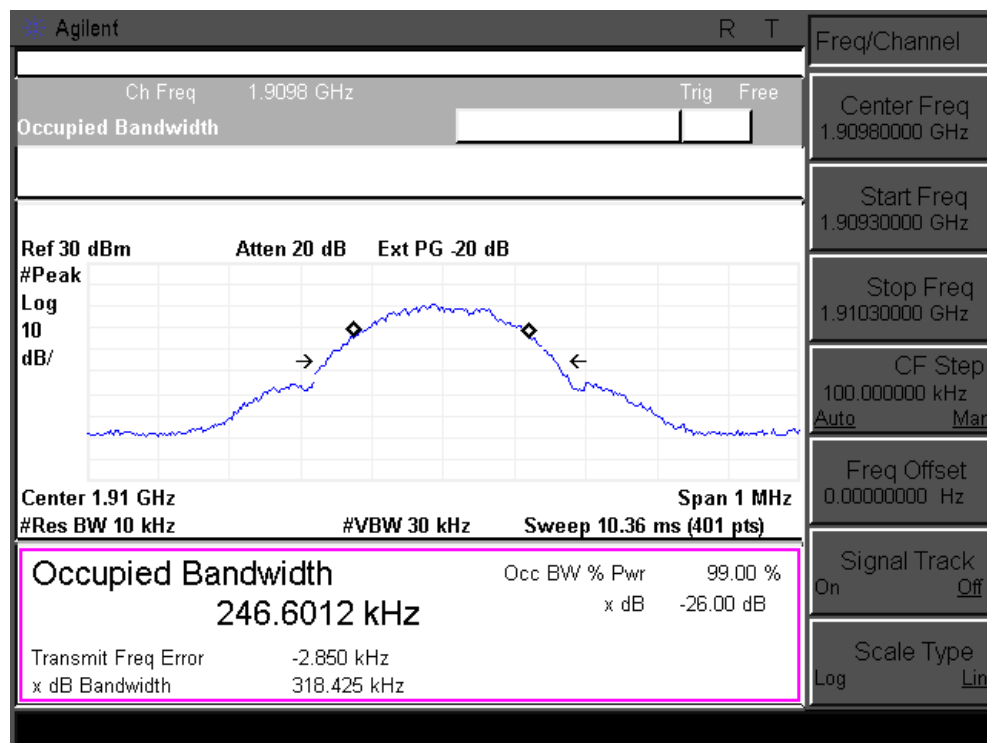 Agilent R T
Freq/Channel
Ch Freq 1.9098 GHz Trig Free
Occupied Bandwidth
Center Freq
1.90980000 GHz
Start Freq
1.90930000 GHz
Stop Freq
1.91030000 GHz
CF Step
100.000000 kHz
Auto Man
Freq Offset
0.00000000 Hz
Signal Track
On Off
Scale Type
Log Lin
Ref 30 dBm Atten 20 dB Ext PG -20 dB
#Peak
Log
10
dB/
Center 1.91 GHz Span 1 MHz
#Res BW 10 kHz #VBW 30 kHz Sweep 10.36 ms (401 pts)
Occupied Bandwidth Occ BW % Pwr 99.00 %
246.6012 kHz x dB -26.00 dB
Transmit Freq Error -2.850 kHz
x dB Bandwidth 318.425 kHz